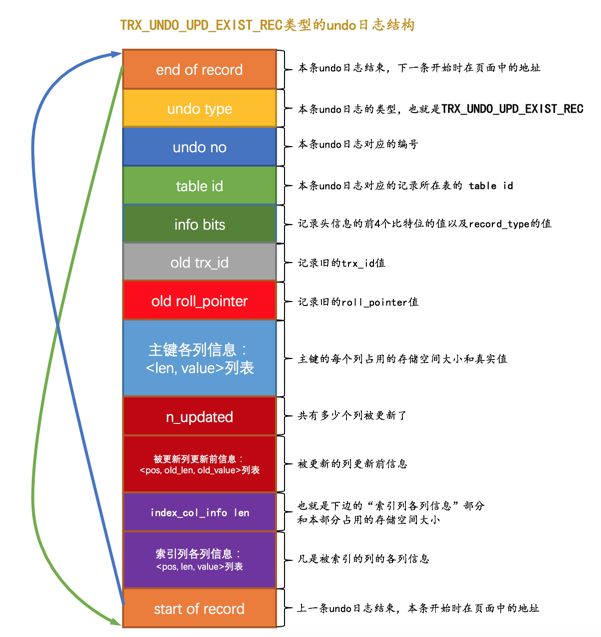 TRX_UNDO_UPD_EXIST_REC类型的undo日志结构
end of record
本条undo日志结束，下一条开始时在页面中的地址
undo type
本条undo日志的类型，也就是TRX_UNDO_UPD_EXIST_REC
undo no
本条undo日志对应的编号
table id
本条undo日志对应的记录所在表的 table id
info bits
记录头信息的前4个比特位的值以及record_type的值
old trx_id
记录旧的trx_id值
old roll_pointer
记录旧的roll_pointer值
主键各列信息：
<len, value>列表
主键的每个列占用的存储空间大小和真实值
n_updated
共有多少个列被更新了
被更新列更新前信息：
<pos, old_len, old_value>列表
被更新的列更新前信息
index_col_info len
也就是下边的“索引列各列信息”部分
和本部分占用的存储空间大小
索引列各列信息：
<pos, len, value>列表
凡是被索引的列的各列信息
start of record
上一条undo日志结束，本条开始时在页面中的地址